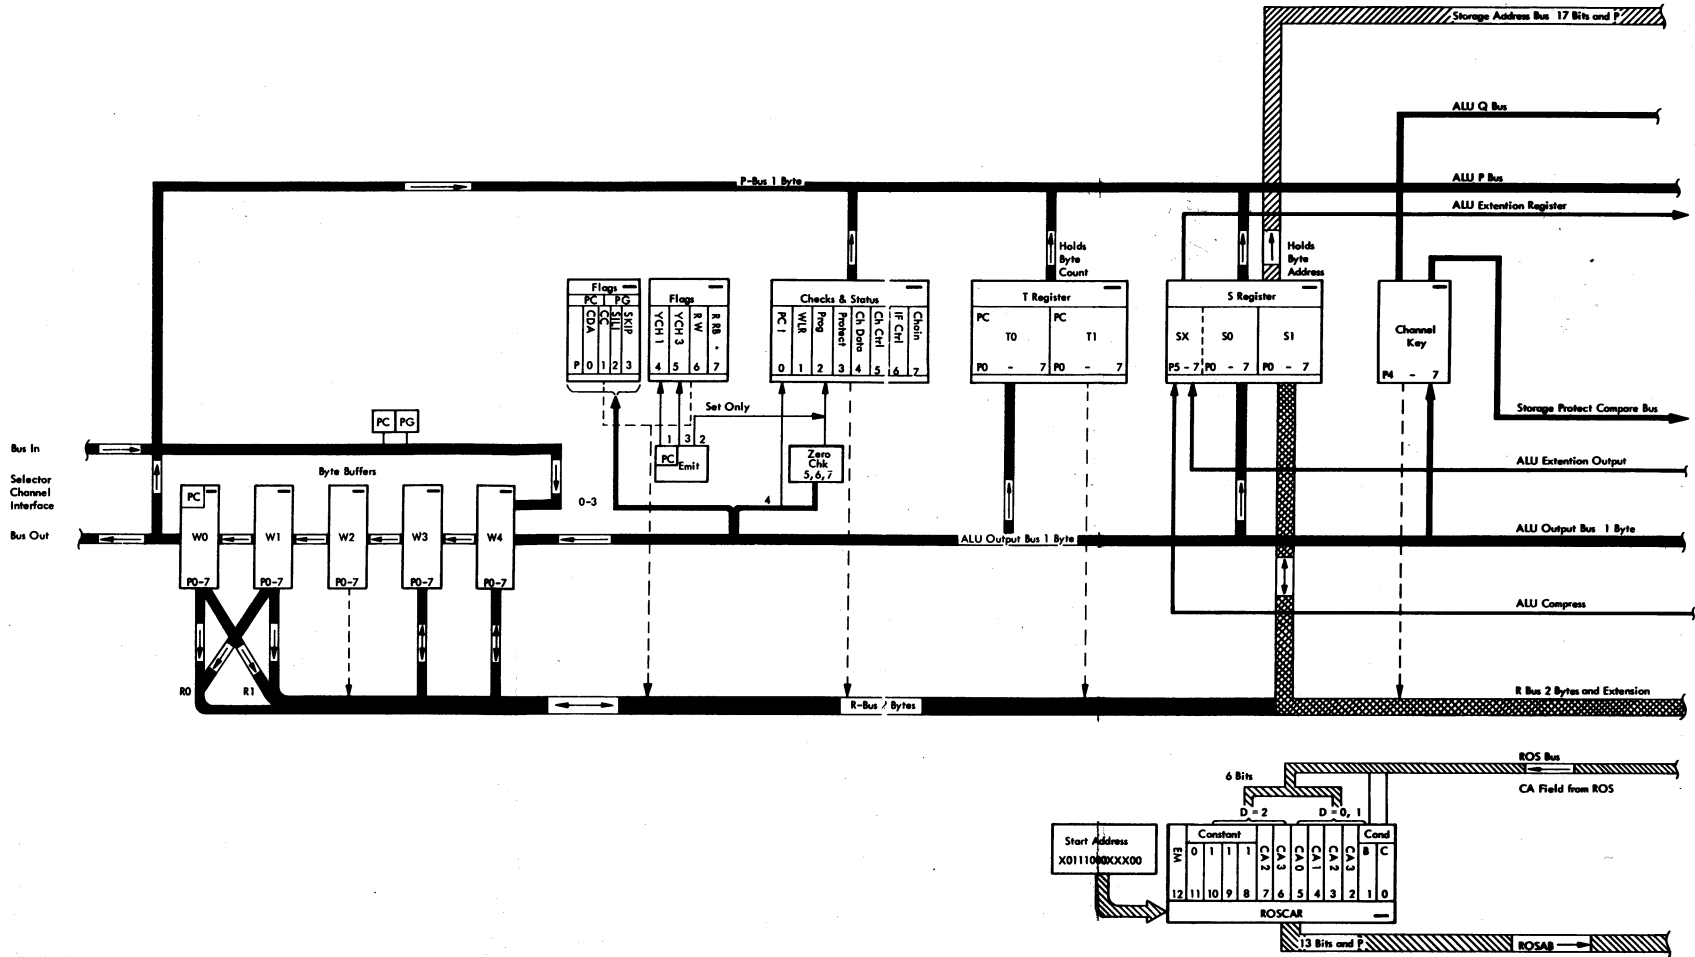 Storage Address Bus 17 Bits and P
ALU Q Bus
P-Bus 1 Byte
ALU P Bus
ALU Extention Register
Holds
Byte
Count
Holds
Byte
Address
Flags
PC PG
CDA CC SILI SKIP
P 0 1 2 3
Flags
YCH 1 YCH 3 R W R RB
4 5 6 7
Checks & Status
PC 1 WLR Prog Protect Ch Data Ch Ctrl IF Ctrl Chain
0 1 2 3 4 5 6 7
T Register
PC PC
T0 T1
P0 - 7 P0 - 7
S Register
SX S0 S1
P5 - 7 P0 - 7 P0 - 7
Channel
Key
P4 - 7
Set Only
Storage Protect Compare Bus
PC PG
1 3 2
PC Emit
Zero
Chk
5, 6, 7
Bus In
Byte Buffers
ALU Extention Output
Selector
Channel
Interface
0-3
4
PC
Bus Out
W0 W1 W2 W3 W4
ALU Output Bus 1 Byte
ALU Output Bus 1 Byte
P0-7 P0-7 P0-7 P0-7 P0-7
ALU Compress
R0 R1
R-Bus 2 Bytes
R Bus 2 Bytes and Extension
ROS Bus
6 Bits
CA Field from ROS
D = 2 D = 0, 1
Start Address
X0111000XXX00
Constant Cond
EM 0 1 1 1 CA 2 CA 3 CA 0 CA 1 CA 2 CA 3 B C
12 11 10 9 8 7 6 5 4 3 2 1 0
ROSCAR
13 Bits and P
ROSAB